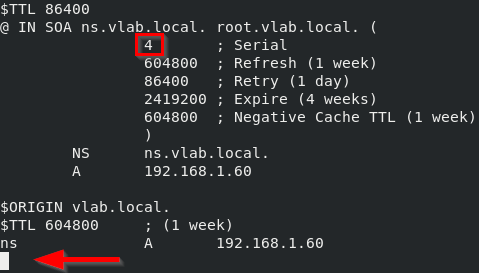 $TTL 86400
@ IN SOA ns.vlab.local. root.vlab.local. (
4 ; Serial
604800 ; Refresh (1 week)
86400 ; Retry (1 day)
2419200 ; Expire (4 weeks)
604800 ; Negative Cache TTL (1 week)
)
NS ns.vlab.local.
A 192.168.1.60
$ORIGIN vlab.local.
$TTL 604800 ; (1 week)
ns A 192.168.1.60